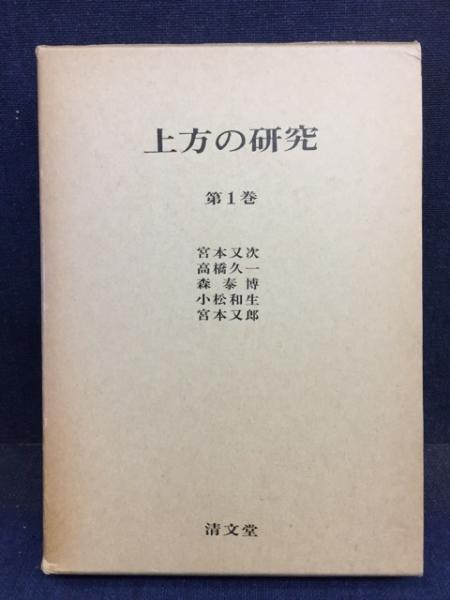 上方の研究
第1巻
宮本又次
高橋久一
森泰博
小松和生
宮本又郎
清文堂